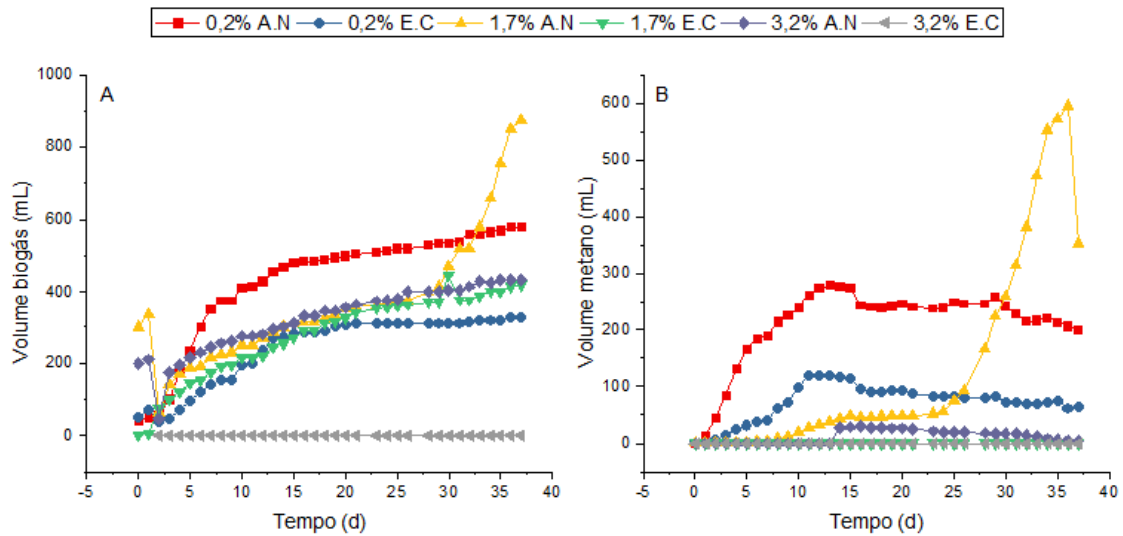 0,2% A.N 0,2% E.C 1,7% A.N 1,7% E.C 3,2% A.N 3,2% E.C
A
Volume biogás (mL)
1000
800
600
400
200
0
-5 0 5 10 15 20 25 30 35 40
Tempo (d)
B
Volume metano (mL)
600
500
400
300
200
100
0
-5 0 5 10 15 20 25 30 35 40
Tempo (d)